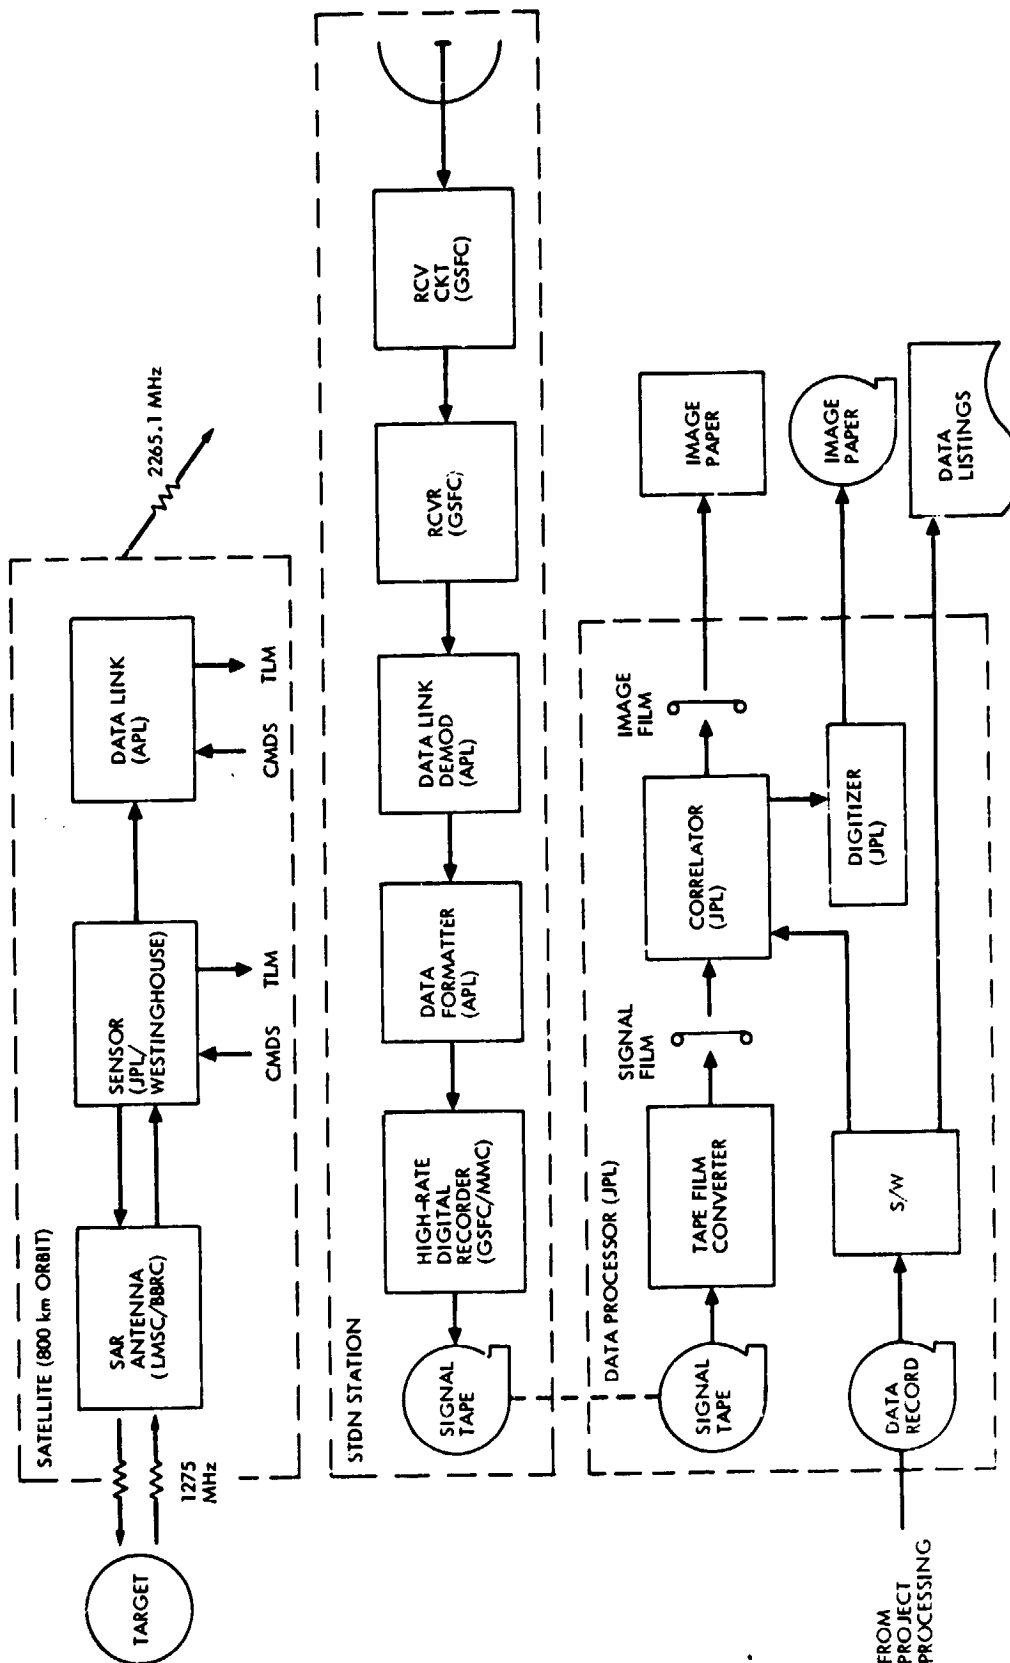 SATELLITE (800 km ORBIT)
TARGET
1275
MHz
SAR
ANTENNA
(LMSC/BBRC)
SENSOR
(JPL/
WESTINGHOUSE)
CMDS
TLM
DATA LINK
(APL)
CMDS
TLM
2265.1 MHz
STDN STATION
SIGNAL
TAPE
HIGH-RATE
DIGITAL
RECORDER
(GSFC/MMC)
DATA
FORMATTER
(APL)
DATA LINK
DEMOD
(APL)
RCVR
(GSFC)
RCV
CKT
(GSFC)
DATA PROCESSOR (JPL)
SIGNAL
TAPE
TAPE FILM
CONVERTER
SIGNAL
FILM
CORRELATOR
(JPL)
IMAGE
FILM
IMAGE
PAPER
DIGITIZER
(JPL)
IMAGE
PAPER
FROM
PROJECT
PROCESSING
DATA
RECORD
S/W
DATA
LISTINGS